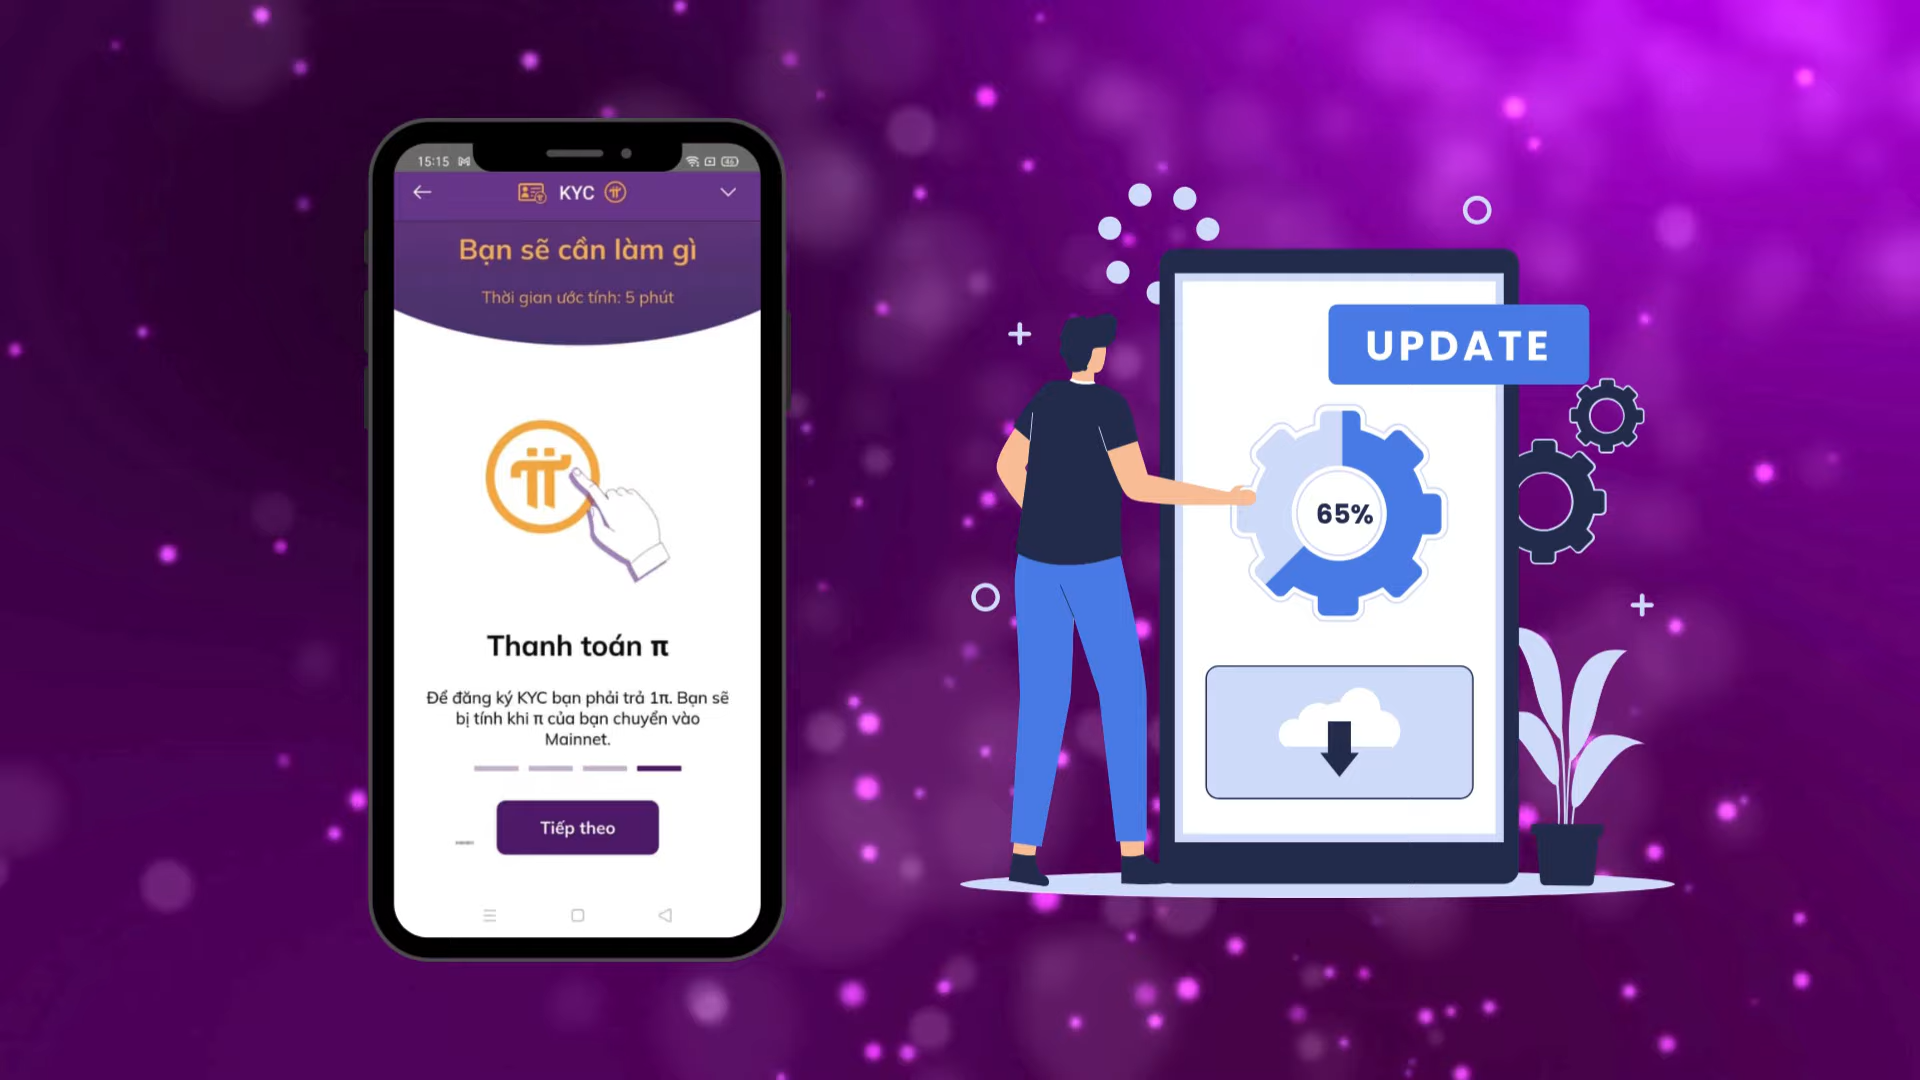 15:15
KYC
Bạn sẽ cần làm gì
Thời gian ước tính: 5 phút
Thanh toán π
Để đăng ký KYC bạn phải trả 1π. Bạn sẽ
bị tính khi π của bạn chuyển vào
Mainnet.
Tiếp theo
UPDATE
65%